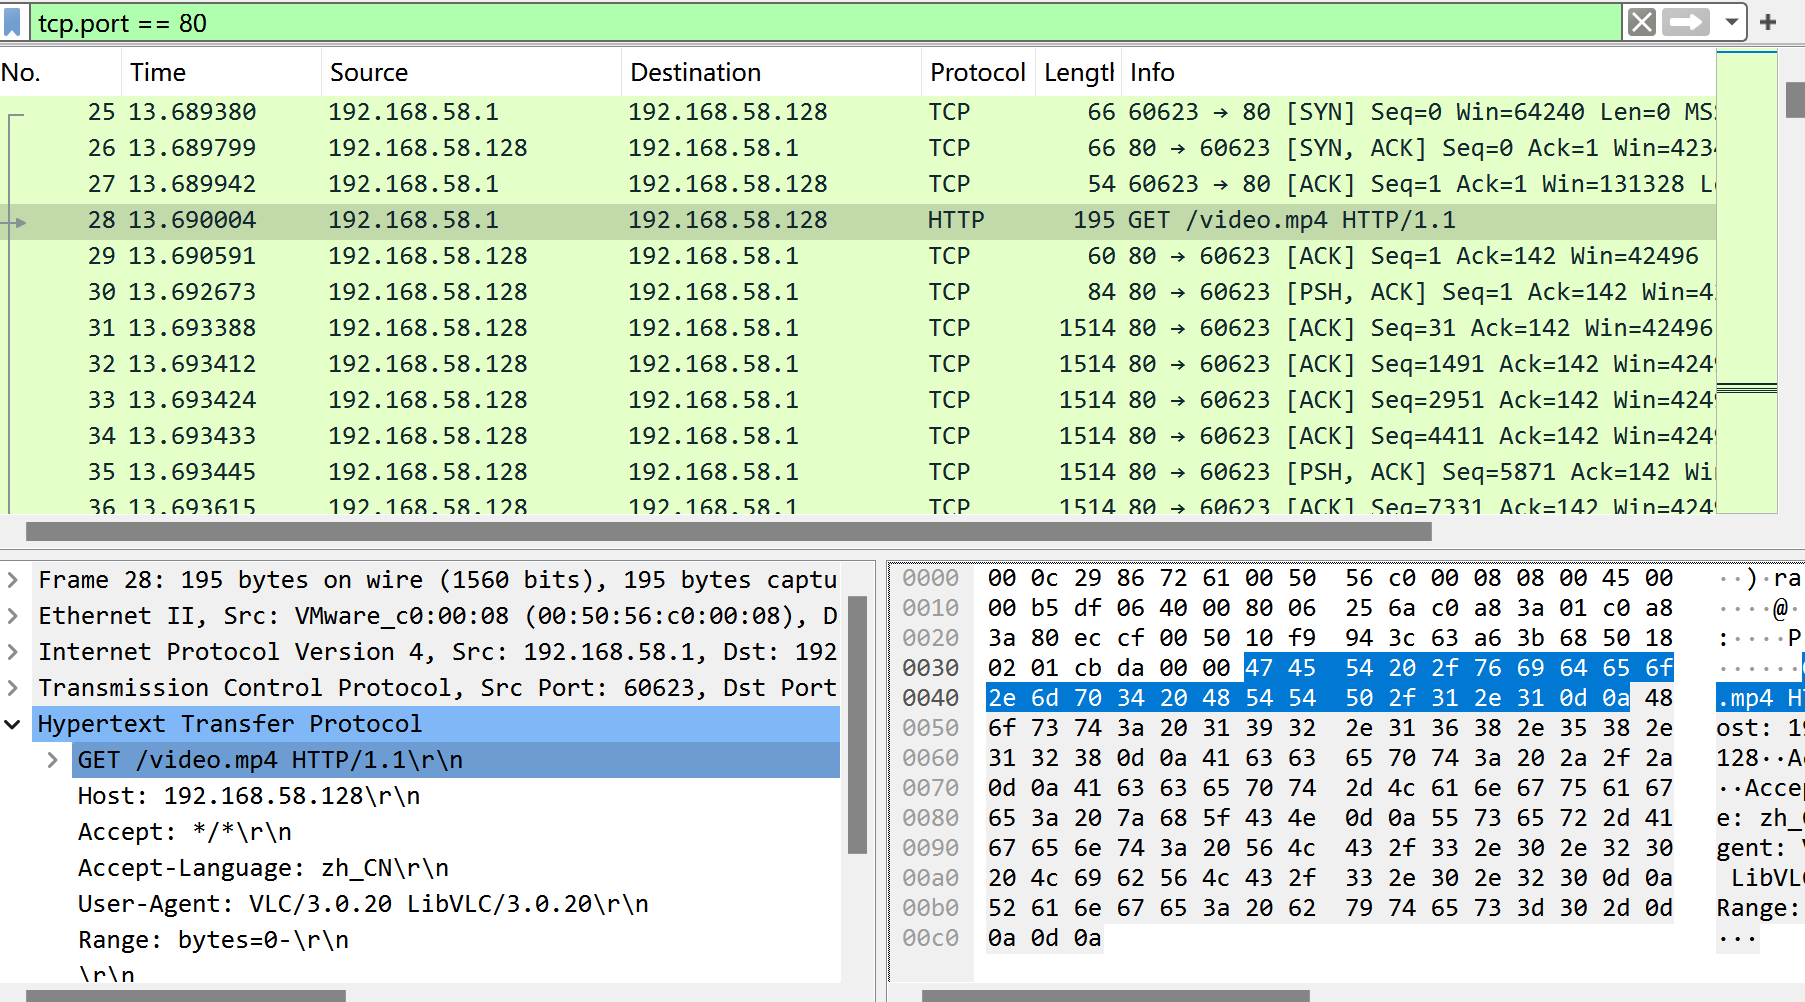 tcp.port == 80
No. Time Source Destination Protocol Length Info
25 13.689380 192.168.58.1 192.168.58.128 TCP 66 60623 → 80 [SYN] Seq=0 Win=64240 Len=0 MS
26 13.689799 192.168.58.128 192.168.58.1 TCP 66 80 → 60623 [SYN, ACK] Seq=0 Ack=1 Win=423
27 13.689942 192.168.58.1 192.168.58.128 TCP 54 60623 → 80 [ACK] Seq=1 Ack=1 Win=131328 L
28 13.690004 192.168.58.1 192.168.58.128 HTTP 195 GET /video.mp4 HTTP/1.1
29 13.690591 192.168.58.128 192.168.58.1 TCP 60 80 → 60623 [ACK] Seq=1 Ack=142 Win=42496
30 13.692673 192.168.58.128 192.168.58.1 TCP 84 80 → 60623 [PSH, ACK] Seq=1 Ack=142 Win=4
31 13.693388 192.168.58.128 192.168.58.1 TCP 1514 80 → 60623 [ACK] Seq=31 Ack=142 Win=42496
32 13.693412 192.168.58.128 192.168.58.1 TCP 1514 80 → 60623 [ACK] Seq=1491 Ack=142 Win=424
33 13.693424 192.168.58.128 192.168.58.1 TCP 1514 80 → 60623 [ACK] Seq=2951 Ack=142 Win=424
34 13.693433 192.168.58.128 192.168.58.1 TCP 1514 80 → 60623 [ACK] Seq=4411 Ack=142 Win=424
35 13.693445 192.168.58.128 192.168.58.1 TCP 1514 80 → 60623 [PSH, ACK] Seq=5871 Ack=142 Wi
36 13.693615 192.168.58.128 192.168.58.1 TCP 1514 80 → 60623 [ACK] Seq=7331 Ack=142 Win=424
Frame 28: 195 bytes on wire (1560 bits), 195 bytes captu
Ethernet II, Src: VMware_c0:00:08 (00:50:56:c0:00:08), D
Internet Protocol Version 4, Src: 192.168.58.1, Dst: 192
Transmission Control Protocol, Src Port: 60623, Dst Port
Hypertext Transfer Protocol
GET /video.mp4 HTTP/1.1\r\n
Host: 192.168.58.128\r\n
Accept: */*\r\n
Accept-Language: zh_CN\r\n
User-Agent: VLC/3.0.20 LibVLC/3.0.20\r\n
Range: bytes=0-\r\n
\r\n
0000 00 0c 29 86 72 61 00 50 56 c0 00 08 08 00 45 00 ··)·ra
0010 00 b5 df 06 40 00 80 06 25 6a c0 a8 3a 01 c0 a8 ····@·
0020 3a 80 ec cf 00 50 10 f9 94 3c 63 a6 3b 68 50 18 :····P
0030 02 01 cb da 00 00 47 45 54 20 2f 76 69 64 65 6f ······
0040 2e 6d 70 34 20 48 54 54 50 2f 31 2e 31 0d 0a 48 .mp4 H
0050 6f 73 74 3a 20 31 39 32 2e 31 36 38 2e 35 38 2e ost: 19
0060 31 32 38 0d 0a 41 63 63 65 70 74 3a 20 2a 2f 2a 128··A
0070 0d 0a 41 63 63 65 70 74 2d 4c 61 6e 67 75 61 67 ··Accep
0080 65 3a 20 7a 68 5f 43 4e 0d 0a 55 73 65 72 2d 41 e: zh_
0090 67 65 6e 74 3a 20 56 4c 43 2f 33 2e 30 2e 32 30 gent:
00a0 20 4c 69 62 56 4c 43 2f 33 2e 30 2e 32 30 0d 0a LibVLC
00b0 52 61 6e 67 65 3a 20 62 79 74 65 73 3d 30 2d 0d Range:
00c0 0a 0d 0a ···